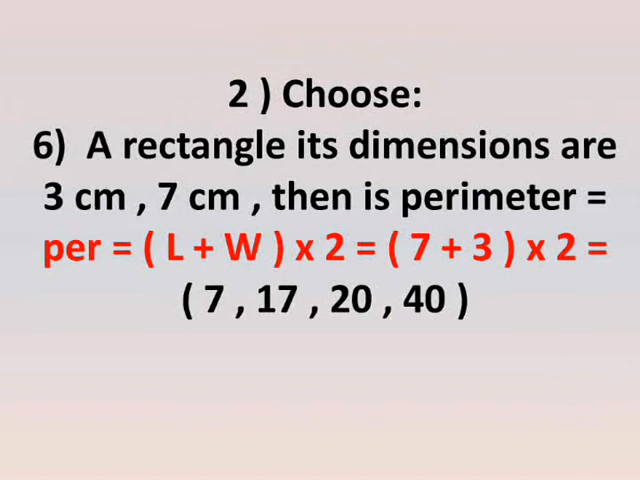 2 ) Choose:
6)  A rectangle its dimensions are
3 cm , 7 cm , then is perimeter =
per = ( L + W ) x 2 = ( 7 + 3 ) x 2 =
( 7 , 17 , 20 , 40 )